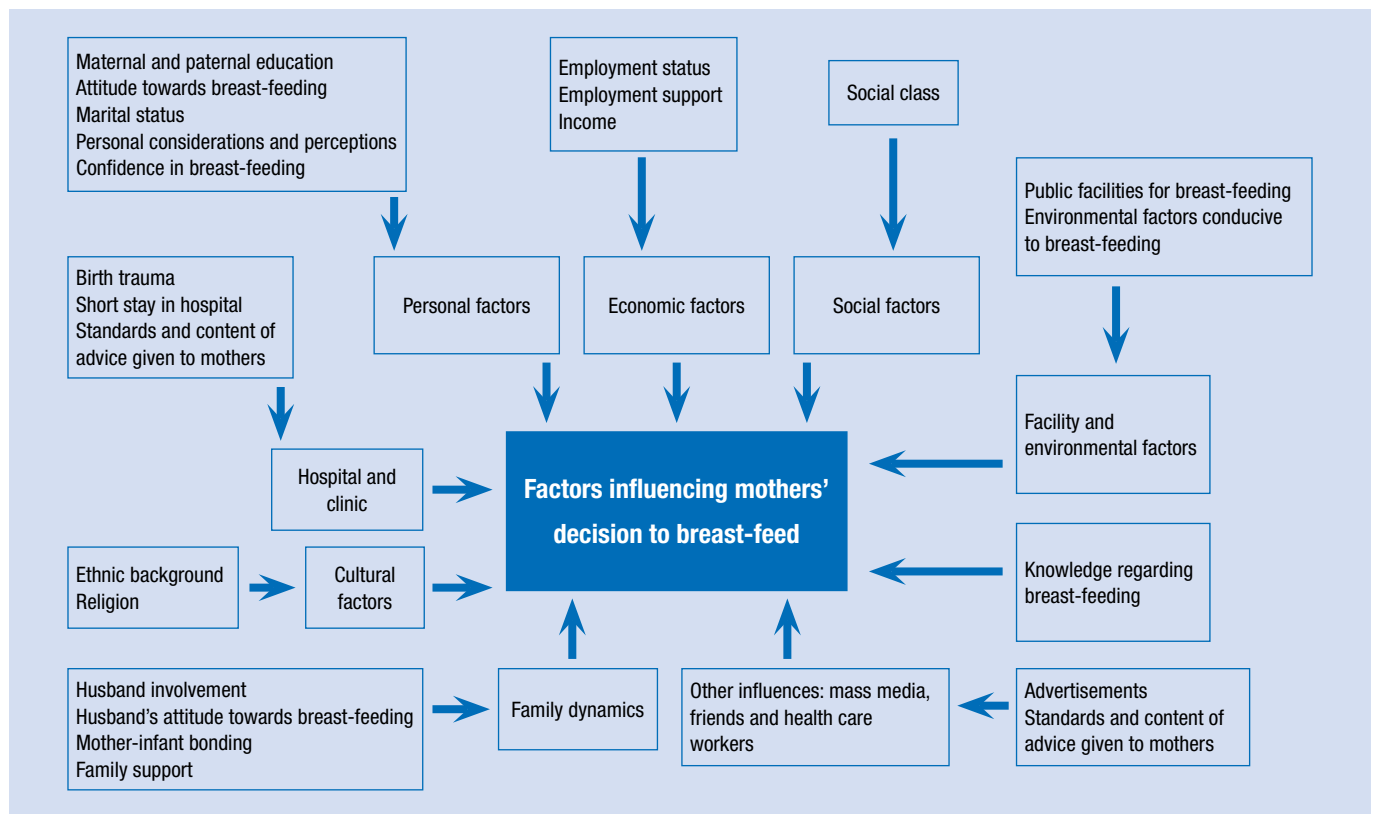 Maternal and paternal education
Attitude towards breast-feeding
Marital status
Personal considerations and perceptions
Confidence in breast-feeding
Employment status
Employment support
Income
Social class
Public facilities for breast-feeding
Environmental factors conducive
to breast-feeding
Birth trauma
Short stay in hospital
Standards and content of
advice given to mothers
Personal factors
Economic factors
Social factors
Facility and
environmental factors
Hospital and
clinic
Factors influencing mothers’
decision to breast-feed
Ethnic background
Religion
Cultural
factors
Knowledge regarding
breast-feeding
Husband involvement
Husband’s attitude towards breast-feeding
Mother-infant bonding
Family support
Family dynamics
Other influences: mass media,
friends and health care
workers
Advertisements
Standards and content of
advice given to mothers